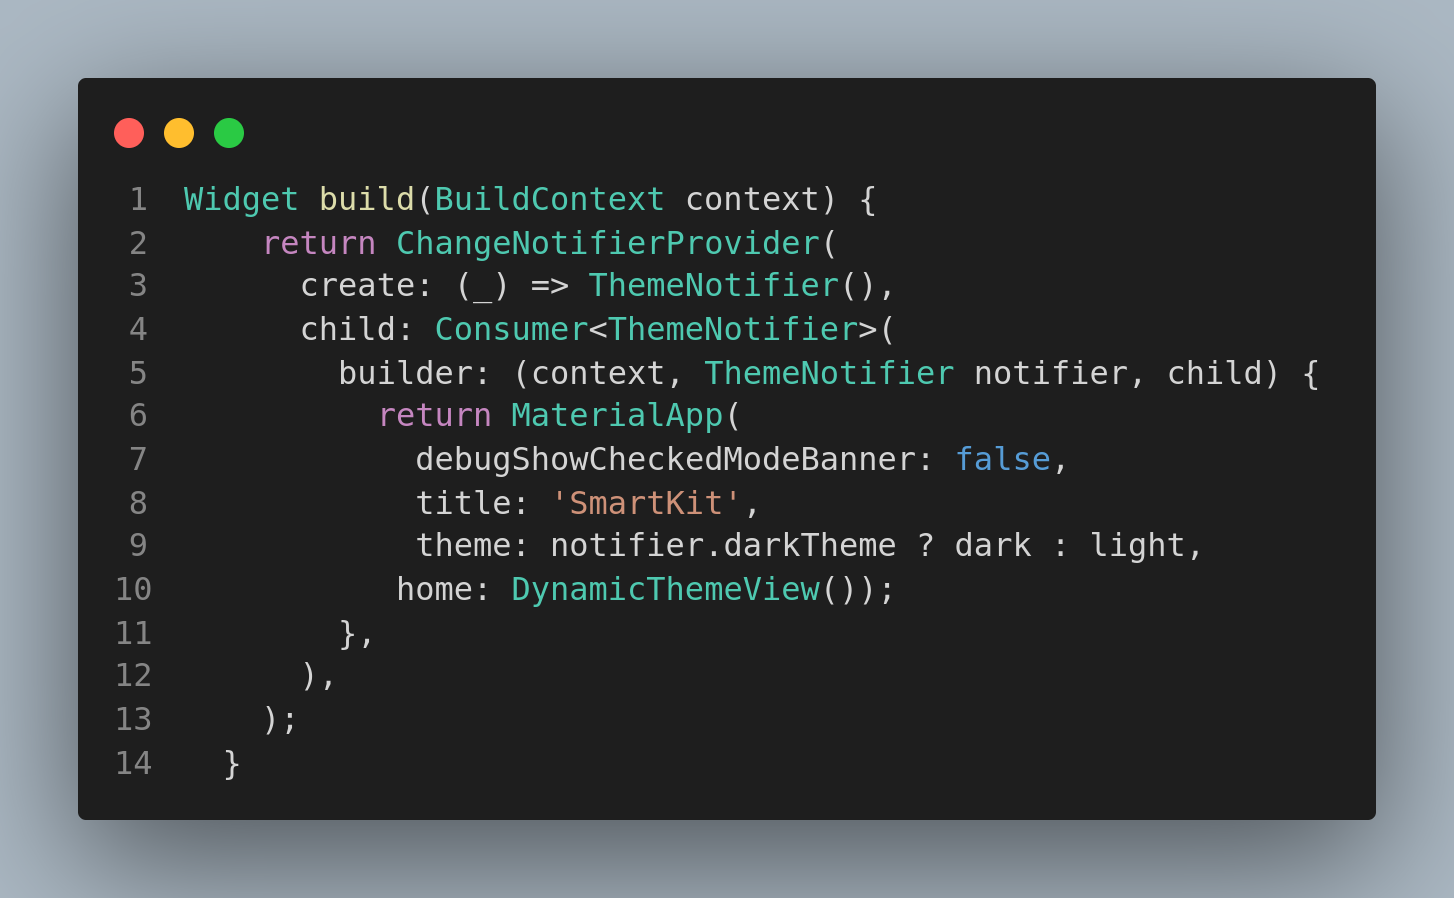 1 Widget build(BuildContext context) {
2     return ChangeNotifierProvider(
3       create: (_) => ThemeNotifier(),
4       child: Consumer<ThemeNotifier>(
5         builder: (context, ThemeNotifier notifier, child) {
6           return MaterialApp(
7             debugShowCheckedModeBanner: false,
8             title: 'SmartKit',
9             theme: notifier.darkTheme ? dark : light,
10            home: DynamicThemeView());
11         },
12       ),
13     );
14   }